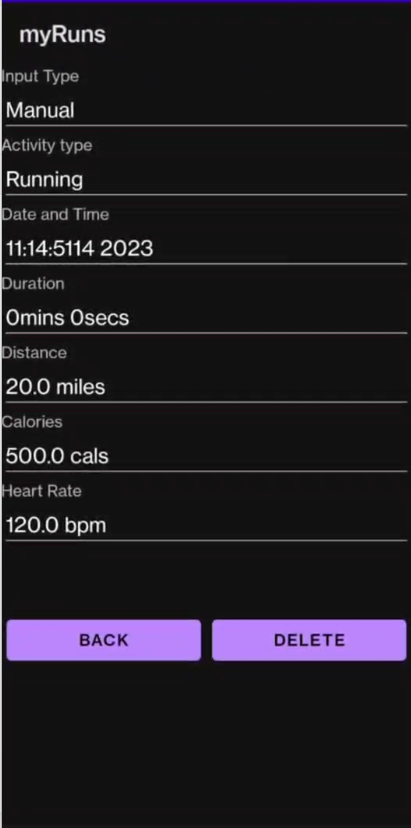 myRuns
Input Type
Manual
Activity type
Running
Date and Time
11:14:5114 2023
Duration
0mins 0secs
Distance
20.0 miles
Calories
500.0 cals
Heart Rate
120.0 bpm
BACK DELETE